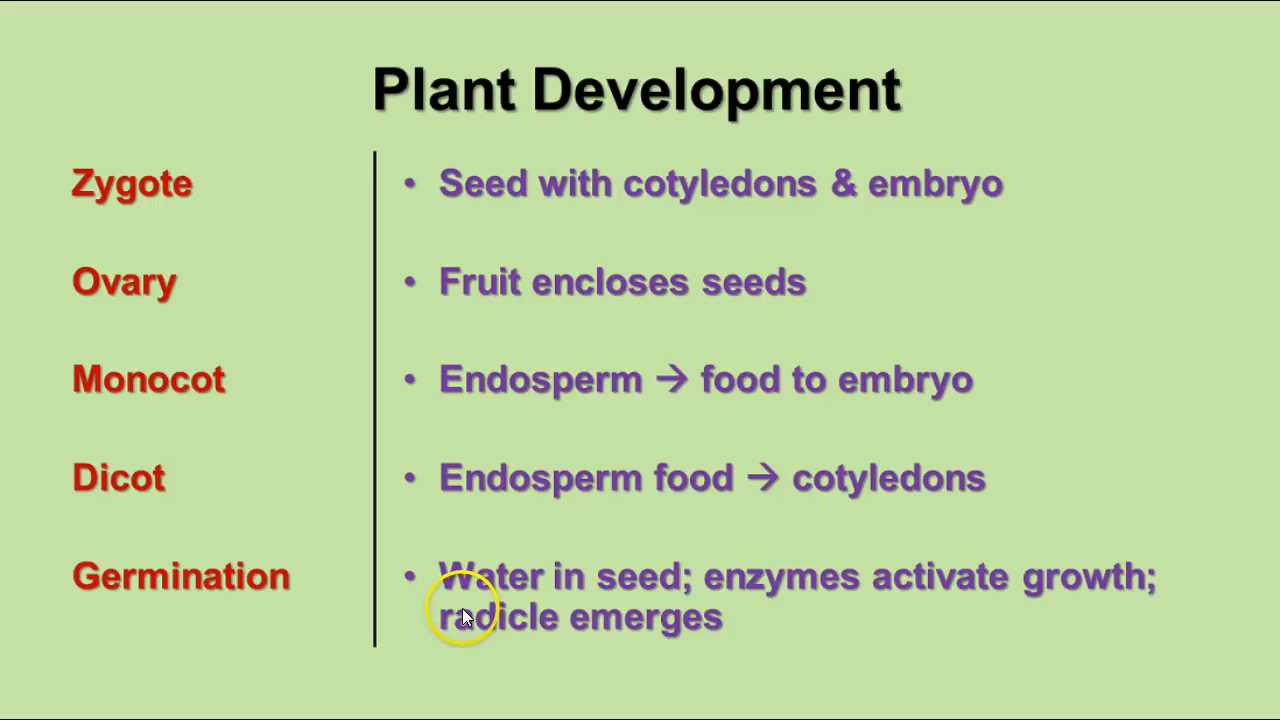 Plant Development
Zygote
• Seed with cotyledons & embryo
Ovary
• Fruit encloses seeds
Monocot
• Endosperm → food to embryo
Dicot
• Endosperm food → cotyledons
Germination
• Water in seed; enzymes activate growth;
radicle emerges